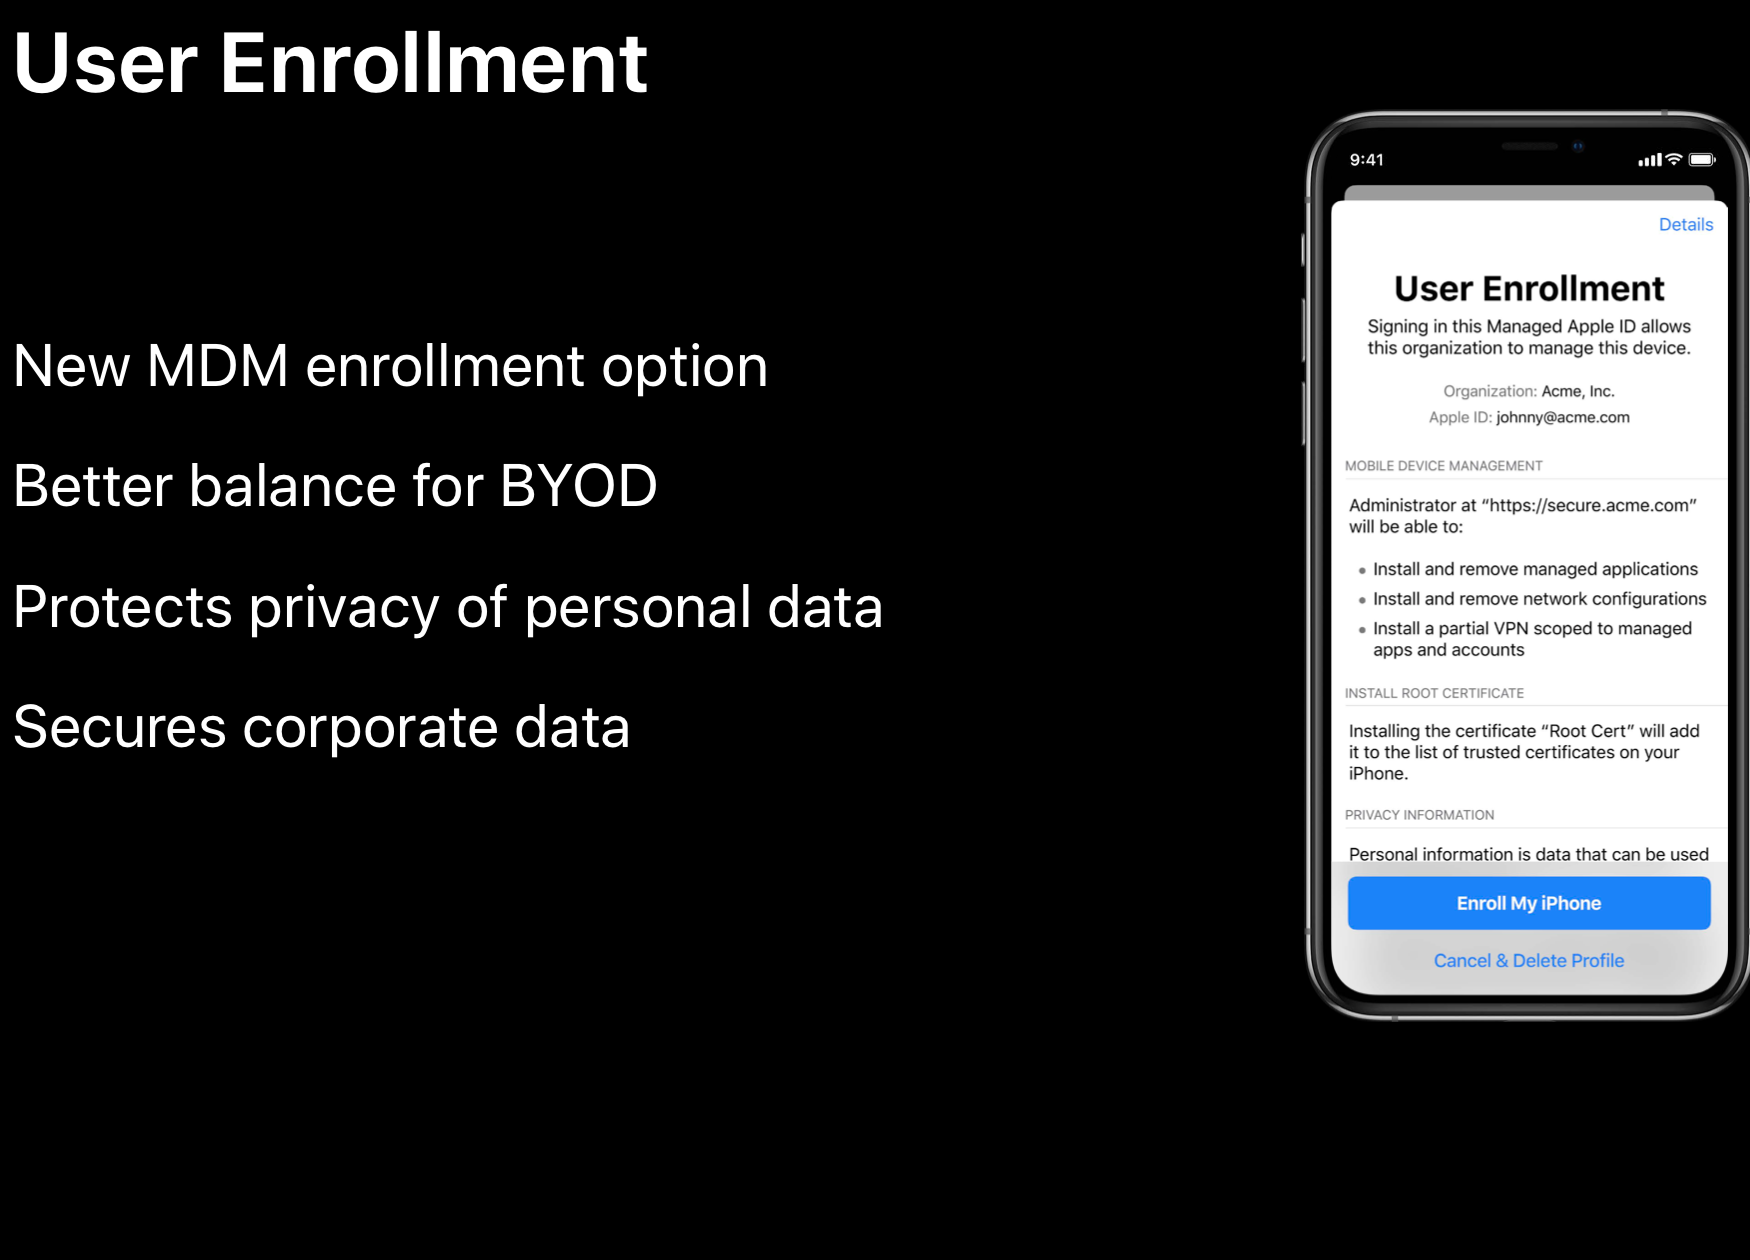 User Enrollment
New MDM enrollment option
Better balance for BYOD
Protects privacy of personal data
Secures corporate data
9:41
Details
User Enrollment
Signing in this Managed Apple ID allows
this organization to manage this device.
Organization: Acme, Inc.
Apple ID: johnny@acme.com
MOBILE DEVICE MANAGEMENT
Administrator at “https://secure.acme.com”
will be able to:
• Install and remove managed applications
• Install and remove network configurations
• Install a partial VPN scoped to managed
apps and accounts
INSTALL ROOT CERTIFICATE
Installing the certificate “Root Cert” will add
it to the list of trusted certificates on your
iPhone.
PRIVACY INFORMATION
Personal information is data that can be used
Enroll My iPhone
Cancel & Delete Profile